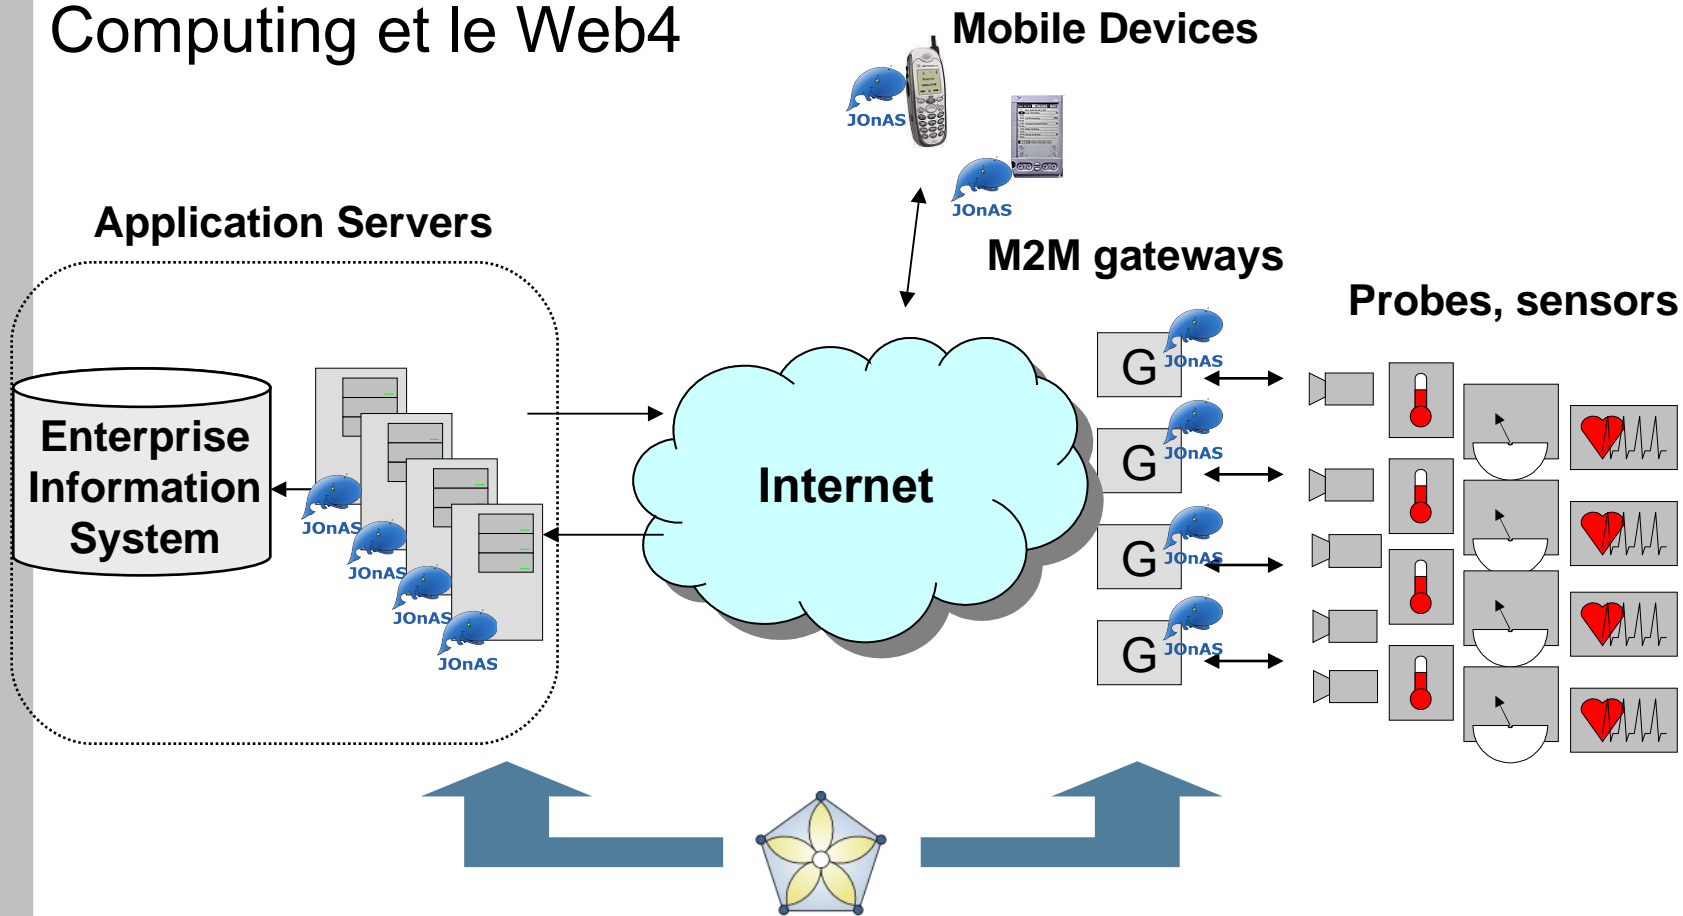 Computing et le Web4
Mobile Devices
JOnAS
JOnAS
Application Servers
M2M gateways
Probes, sensors
Enterprise
Information
System
JOnAS
JOnAS
JOnAS
JOnAS
Internet
G
JOnAS
G
JOnAS
G
JOnAS
G
JOnAS